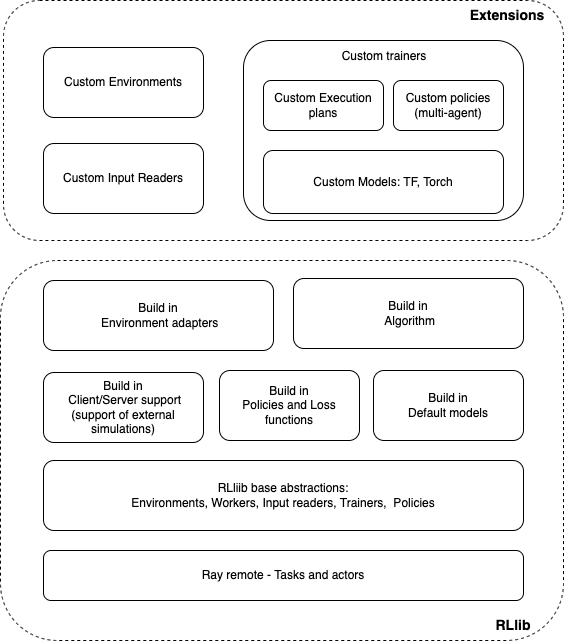 Extensions
Custom Environments
Custom Input Readers
Custom trainers
Custom Execution
plans
Custom policies
(multi-agent)
Custom Models: TF, Torch
Build in
Environment adapters
Build in
Algorithm
Build in
Client/Server support
(support of external
simulations)
Build in
Policies and Loss
functions
Build in
Default models
RLliib base abstractions:
Environments, Workers, Input readers, Trainers,  Policies
Ray remote - Tasks and actors
RLlib